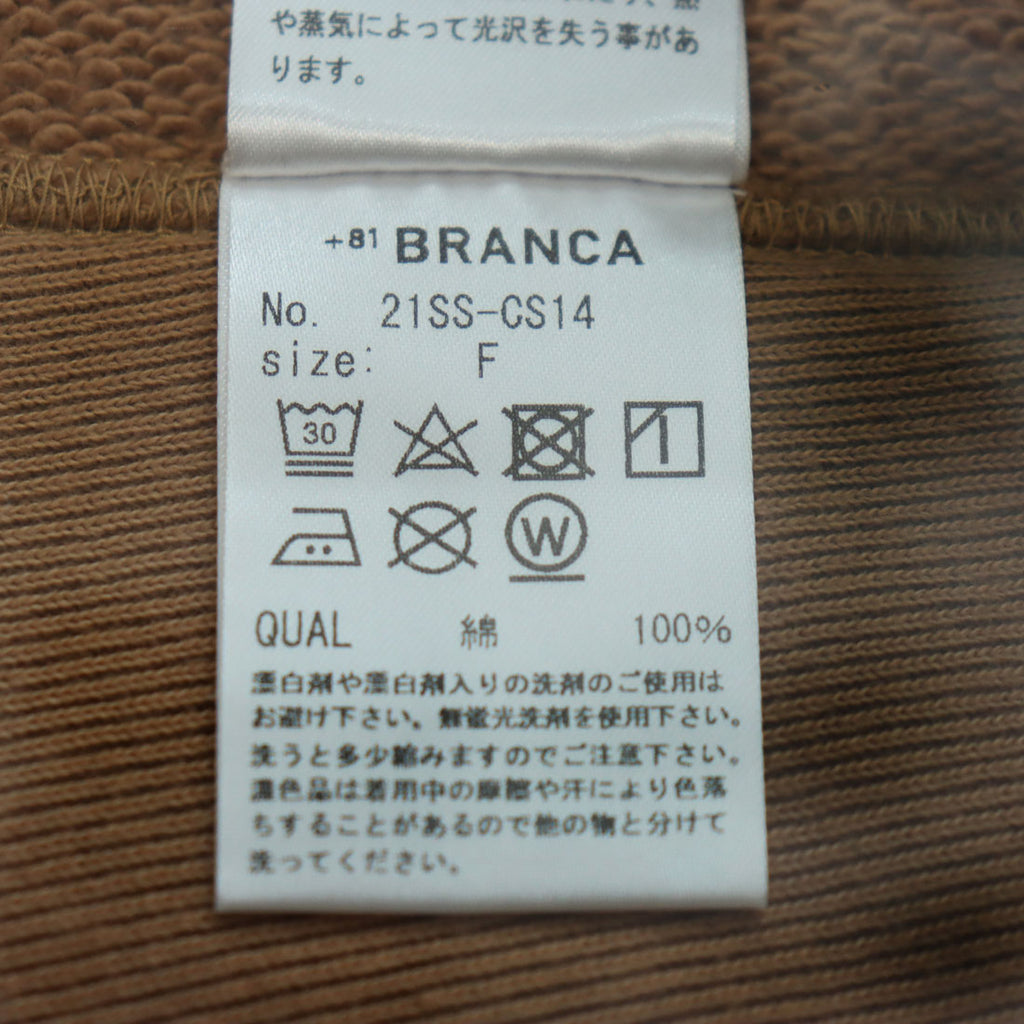 や蒸気によって光沢を失う事があ
ります。
+81 BRANCA
No. 21SS-CS14
size: F
30
W
QUAL 綿 100%
漂白剤や漂白剤入りの洗剤のご使用は
お避け下さい。無蛍光洗剤を使用下さい。
洗うと多少縮みますのでご注意下さい。
濃色品は着用中の摩擦や汗により色落
ちすることがあるので他の物と分けて
洗ってください。